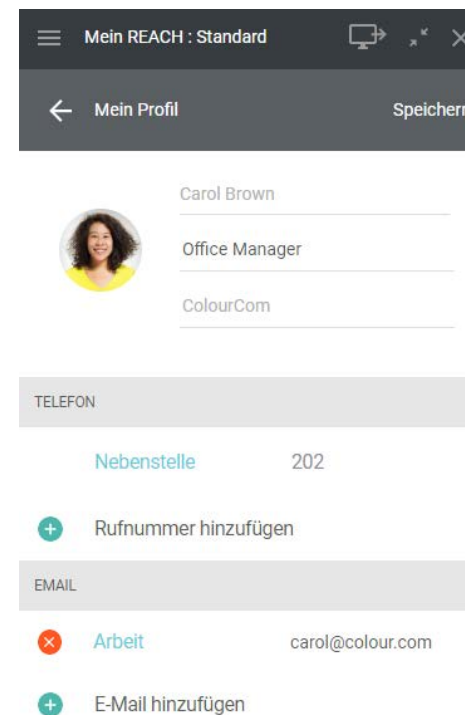 Mein REACH : Standard
Mein Profil Speichern
Carol Brown
Office Manager
ColourCom
TELEFON
Nebenstelle 202
Rufnummer hinzufügen
EMAIL
Arbeit carol@colour.com
E-Mail hinzufügen